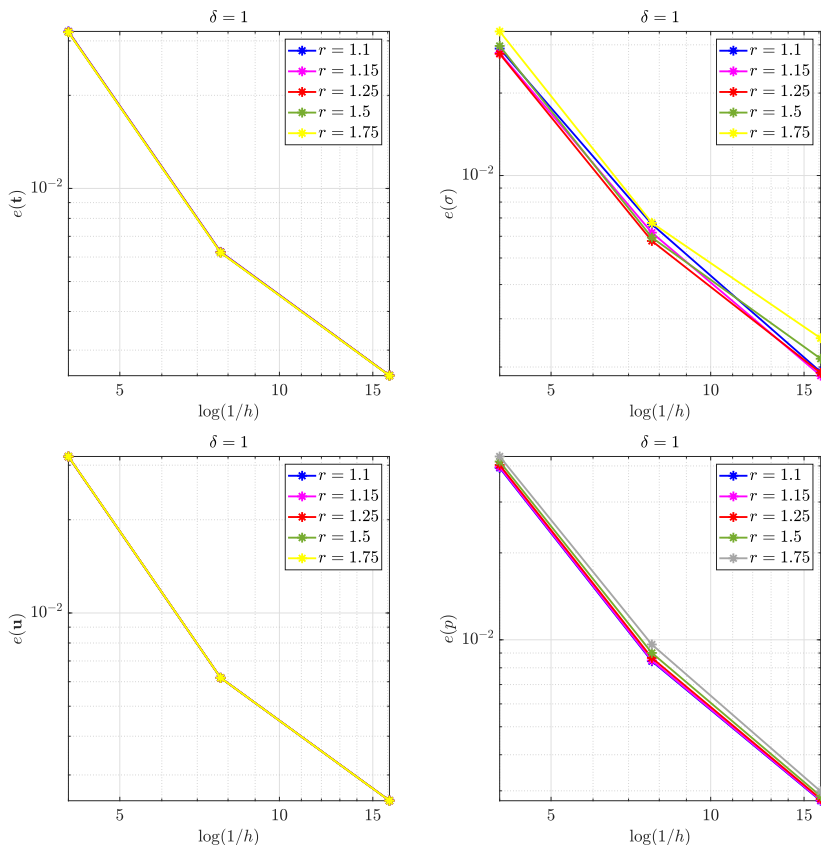 δ = 1
e(t)
10⁻²
r = 1.1
r = 1.15
r = 1.25
r = 1.5
r = 1.75
5
10
15
log(1/h)
δ = 1
e(σ)
10⁻²
r = 1.1
r = 1.15
r = 1.25
r = 1.5
r = 1.75
5
10
15
log(1/h)
δ = 1
e(u)
10⁻²
r = 1.1
r = 1.15
r = 1.25
r = 1.5
r = 1.75
5
10
15
log(1/h)
δ = 1
e(p)
10⁻²
r = 1.1
r = 1.15
r = 1.25
r = 1.5
r = 1.75
5
10
15
log(1/h)